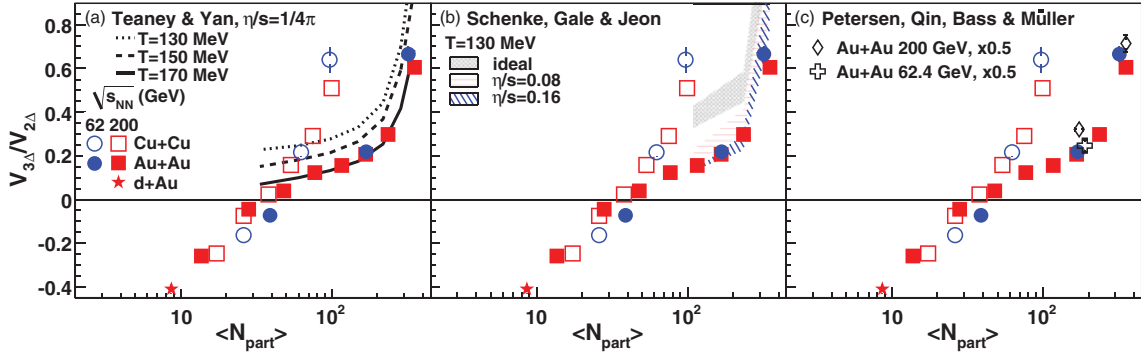 (a) Teaney & Yan, η/s=1/4π
T=130 MeV
T=150 MeV
T=170 MeV
√sNN (GeV)
62 200
Cu+Cu
Au+Au
d+Au
V3Δ/V2Δ
0.8
0.6
0.4
0.2
0
-0.2
-0.4
10
10²
<Npart>
(b) Schenke, Gale & Jeon
T=130 MeV
ideal
η/s=0.08
η/s=0.16
10
10²
<Npart>
(c) Petersen, Qin, Bass & Müller
Au+Au 200 GeV, x0.5
Au+Au 62.4 GeV, x0.5
10
10²
<Npart>